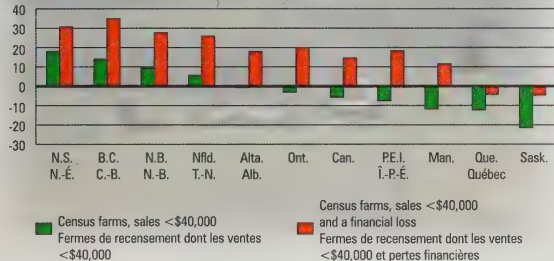 40
30
20
10
0
-10
-20
-30
N.S. B.C. N.B. Nfld. Alta. Ont. Can. P.E.I. Man. Que. Sask.
N.-É. C.-B. N.-B. T.-N. Alb. Î.-P.-É. Québec
Census farms, sales <$40,000
Fermes de recensement dont les ventes
<$40,000
Census farms, sales <$40,000
and a financial loss
Fermes de recensement dont les ventes
<$40,000 et pertes financières